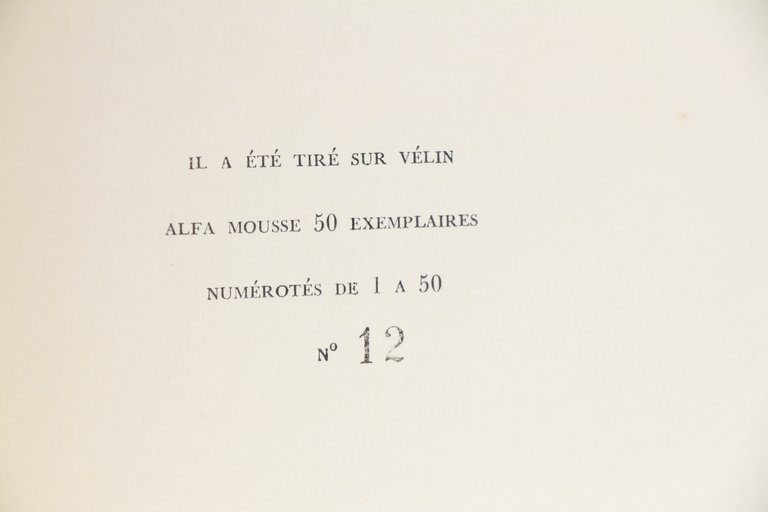 IL A ÉTÉ TIRÉ SUR VÉLIN
ALFA MOUSSE 50 EXEMPLAIRES
NUMÉROTÉS DE 1 A 50
Nº 12